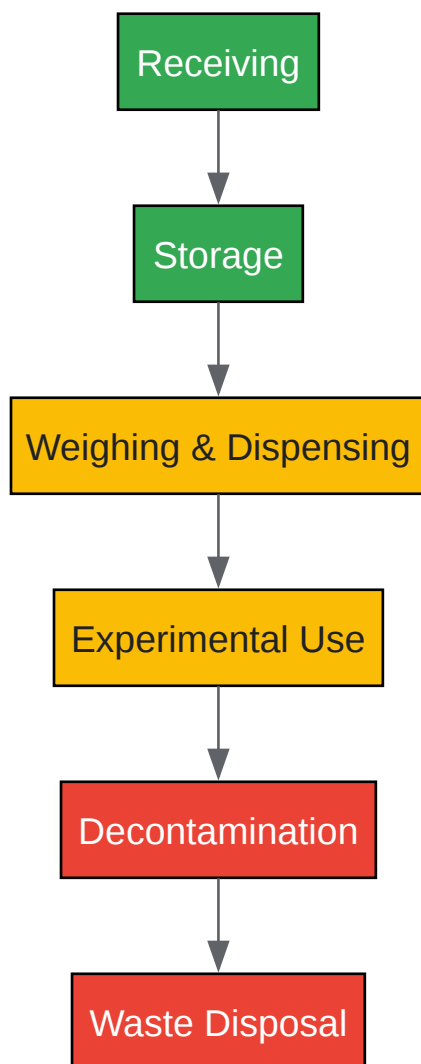 Receiving
Storage
Weighing & Dispensing
Experimental Use
Decontamination
Waste Disposal